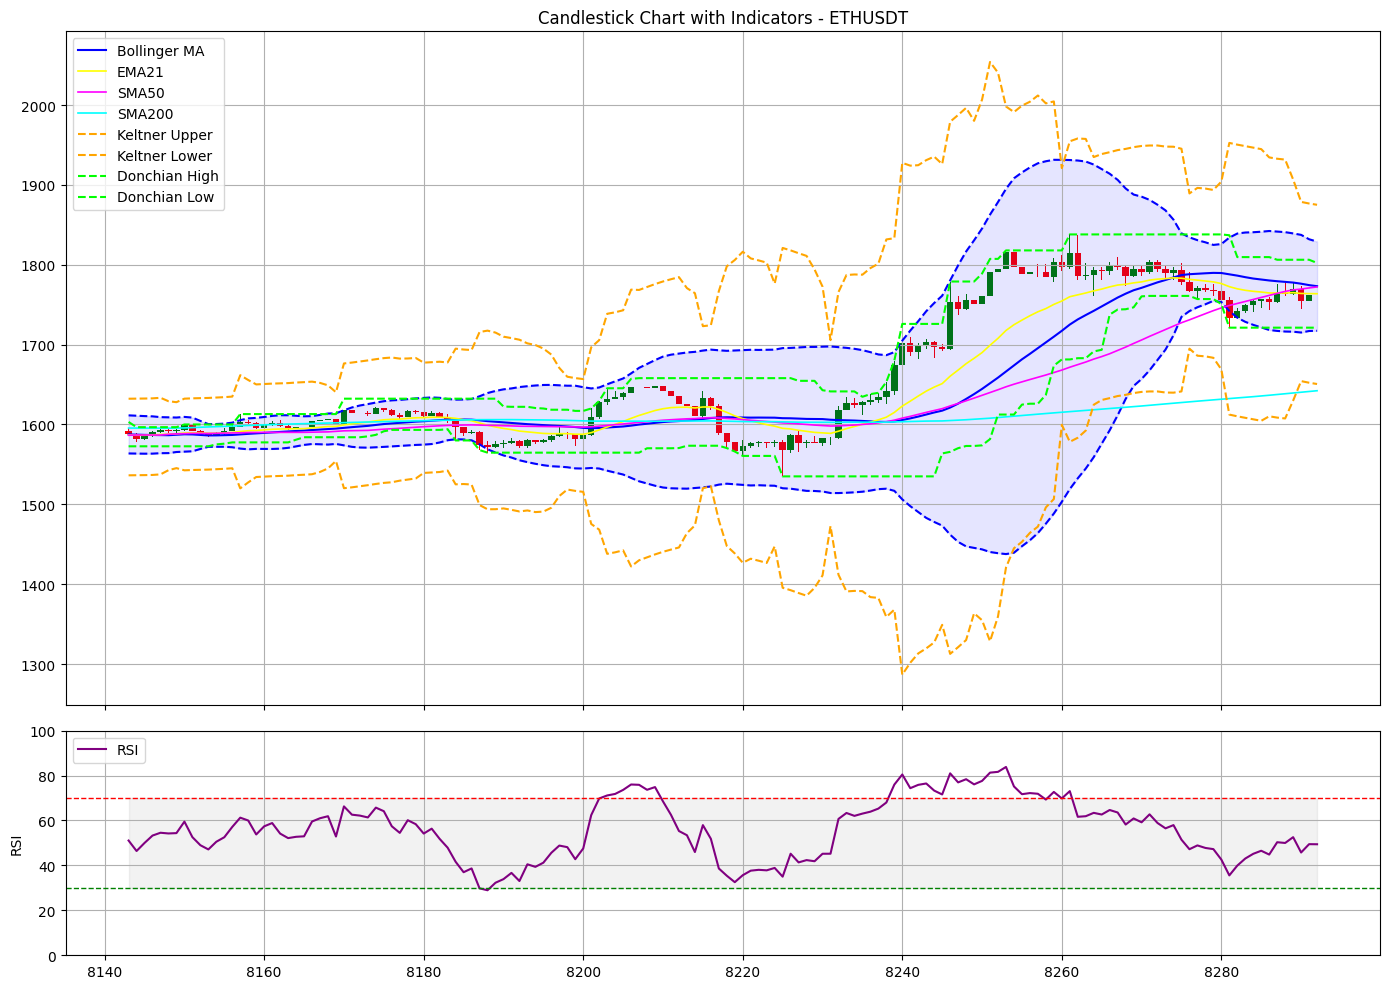 Candlestick Chart with Indicators - ETHUSDT
Bollinger MA
EMA21
SMA50
SMA200
Keltner Upper
Keltner Lower
Donchian High
Donchian Low
2000
1900
1800
1700
1600
1500
1400
1300
RSI
100
80
60
40
20
0
RSI
8140
8160
8180
8200
8220
8240
8260
8280